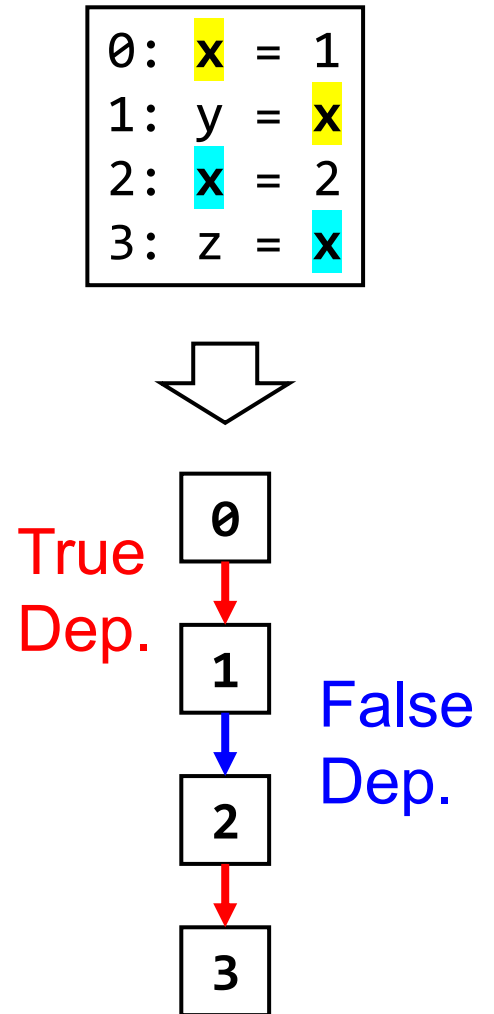 0: x = 1
1: y = x
2: x = 2
3: z = x
0
True
Dep.
1
False
Dep.
2
3